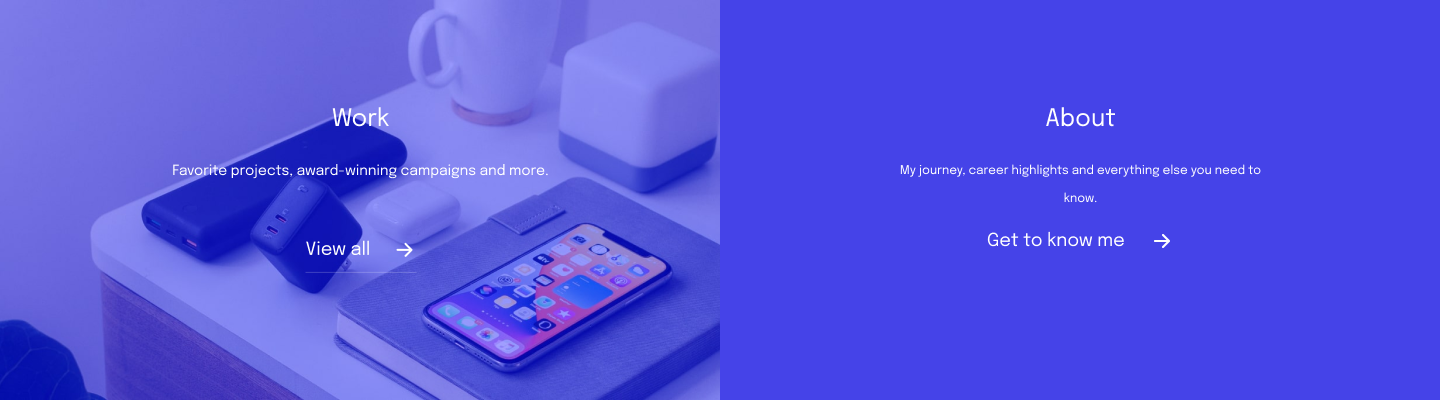 Work
Favorite projects, award-winning campaigns and more.
View all
About
My journey, career highlights and everything else you need to
know.
Get to know me